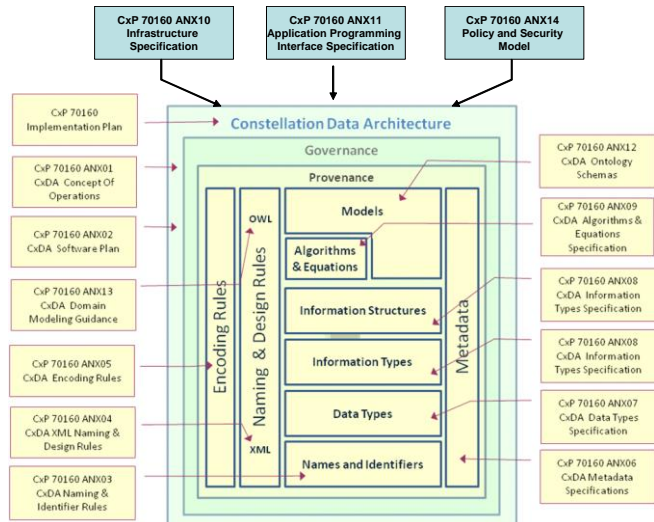 CxP 70160 ANX10
Infrastructure
Specification
CxP 70160 ANX11
Application Programming
Interface Specification
CxP 70160 ANX14
Policy and Security
Model
CxP 70160
Implementation Plan
CxP 70160 ANX01
CxDA Concept Of
Operations
CxP 70160 ANX02
CxDA Software Plan
CxP 70160 ANX13
CxDA Domain
Modeling Guidance
CxP 70160 ANX05
CxDA Encoding Rules
CxP 70160 ANX04
CxDA XML Naming &
Design Rules
CxP 70160 ANX03
CxDA Naming &
Identifier Rules
Constellation Data Architecture
Governance
Provenance
Encoding Rules
Naming & Design Rules
OWL
XML
Models
Algorithms
& Equations
Information Structures
Information Types
Data Types
Names and Identifiers
Metadata
CxP 70160 ANX12
CxDA Ontology
Schemas
CxP 70160 ANX09
CxDA Algorithms &
Equations
Specification
CxP 70160 ANX08
CxDA Information
Types Specification
CxP 70160 ANX08
CxDA Information
Types Specification
CxP 70160 ANX07
CxDA Data Types
Specification
CxP 70160 ANX06
CxDA Metadata
Specifications